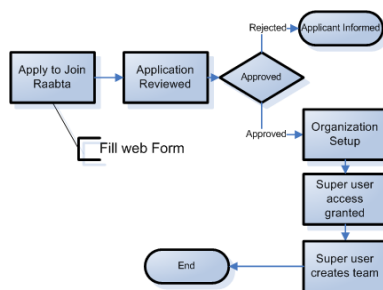 Rejected
Applicant Informed
Apply to Join
Raabta
Application
Reviewed
Approved
Approved
Fill web Form
Organization
Setup
Super user
access
granted
Super user
creates team
End